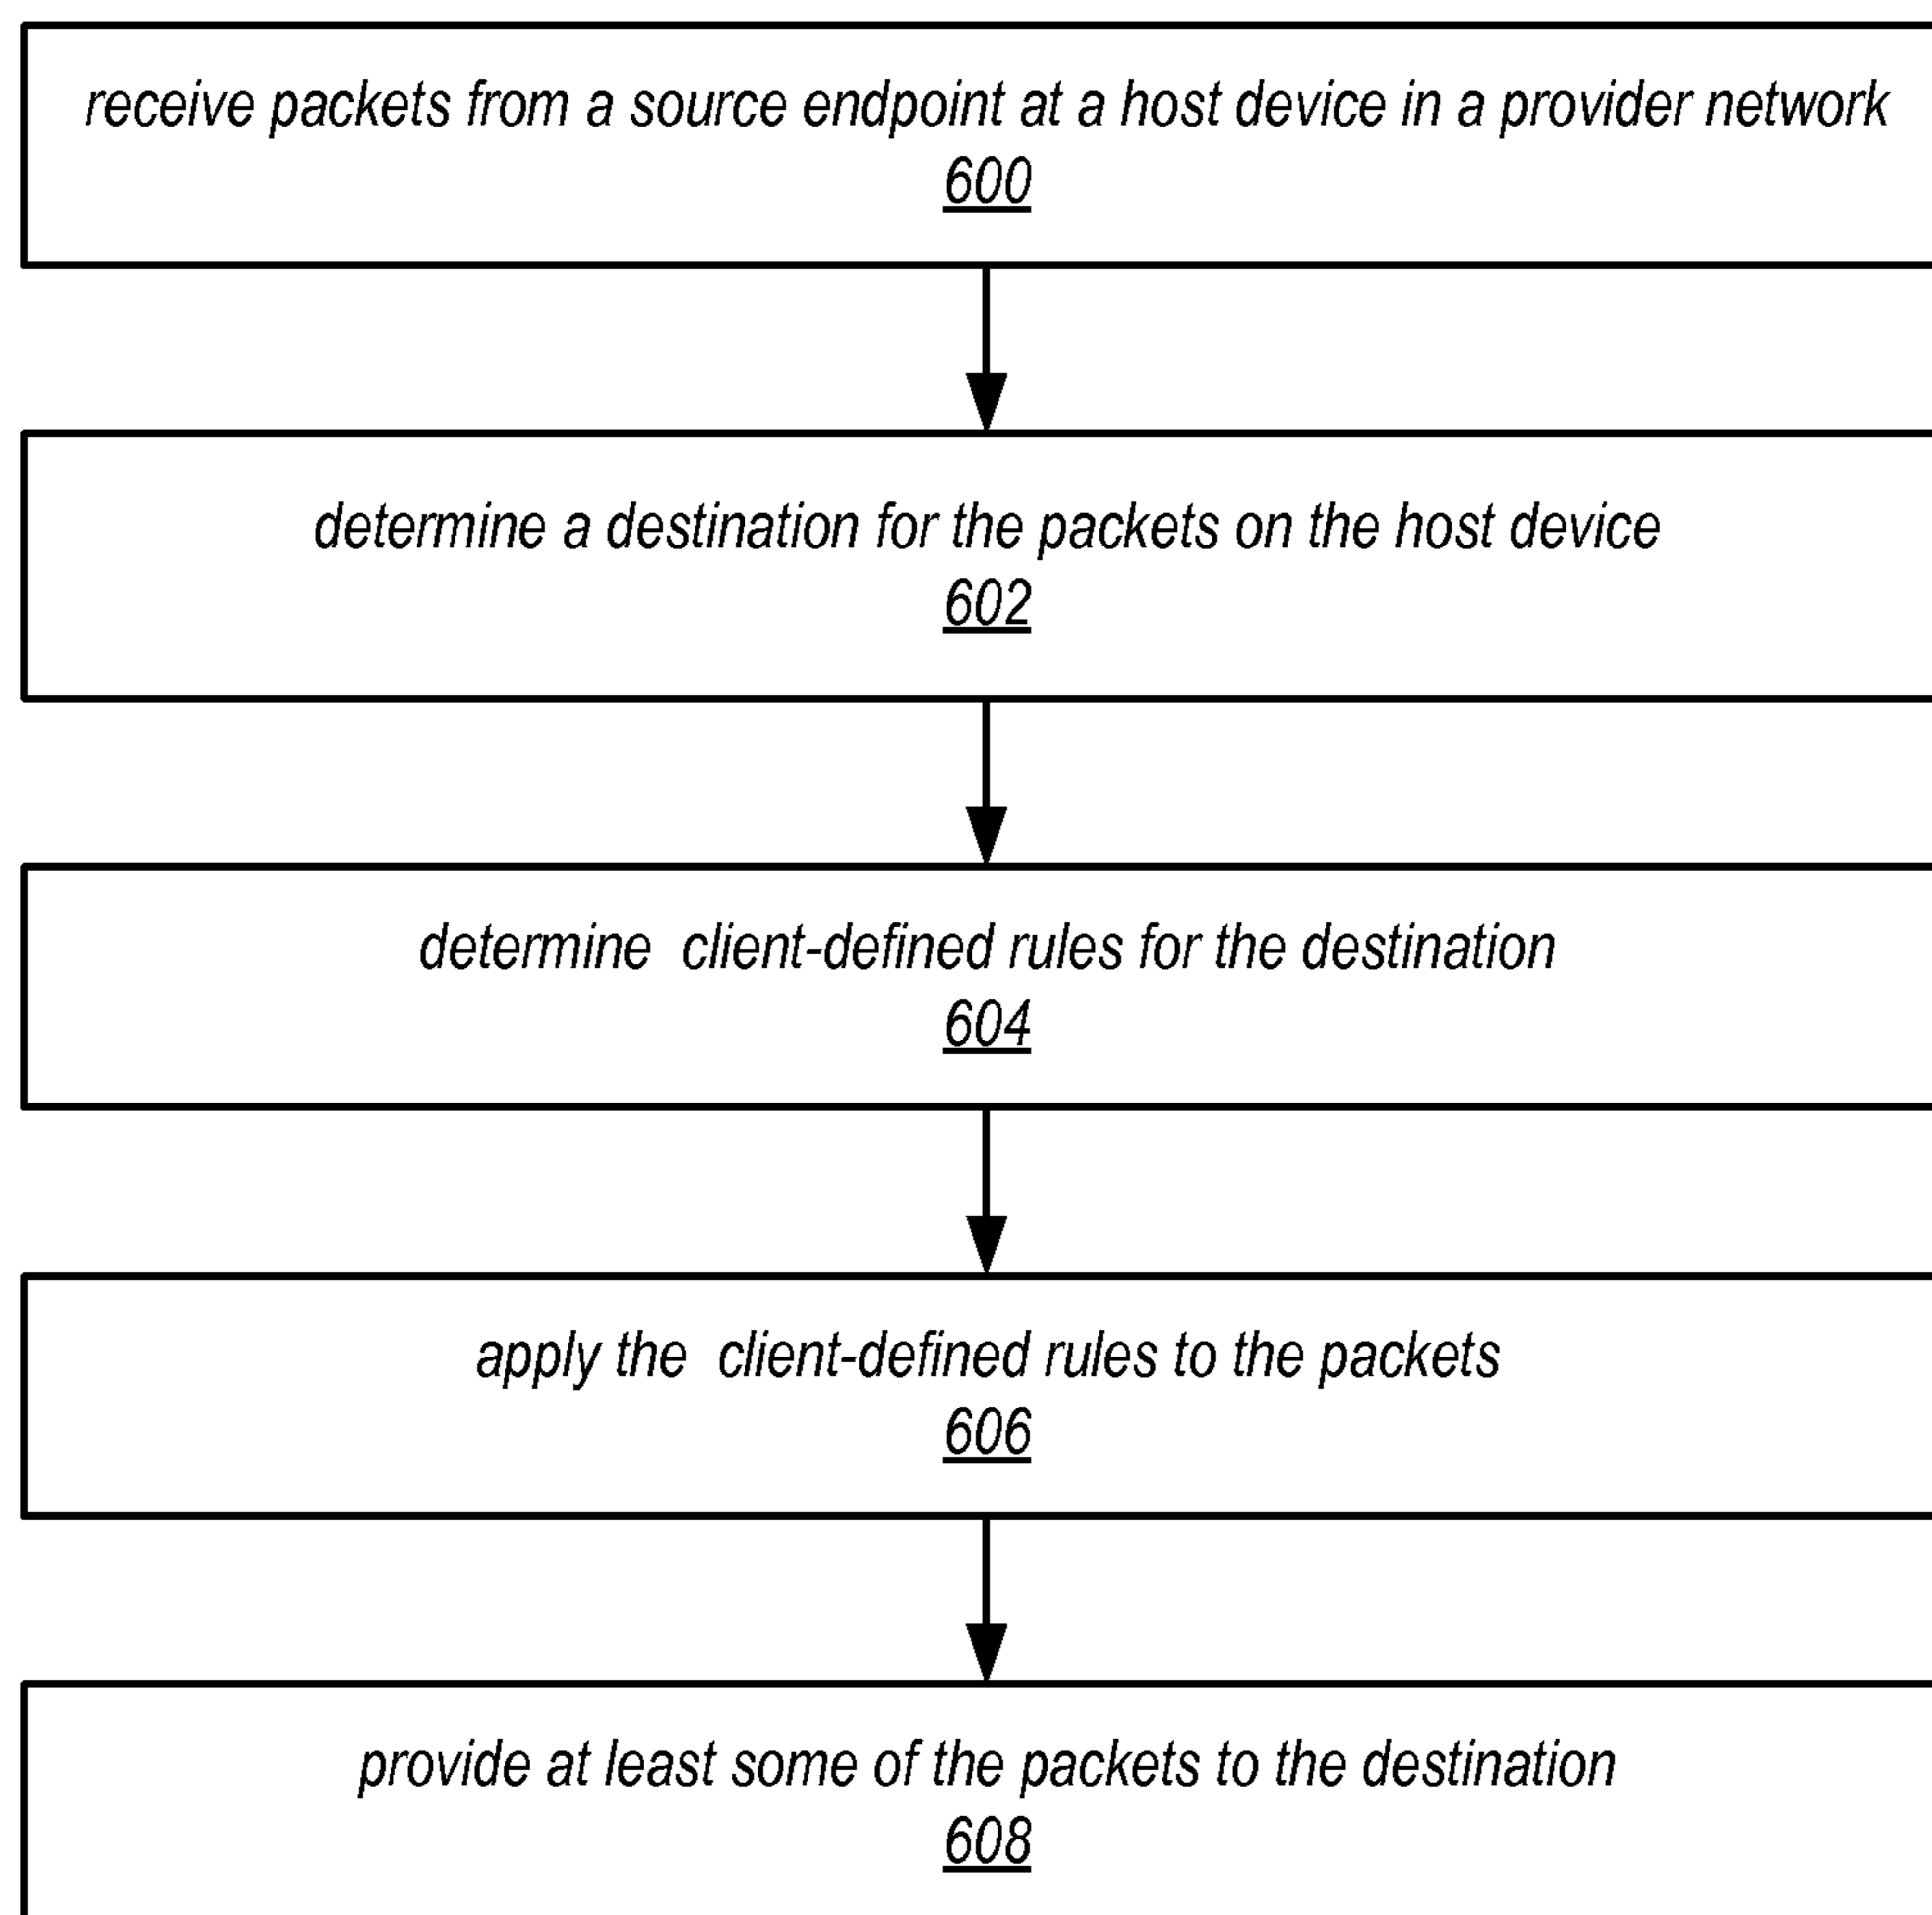 receive packets from a source endpoint at a host device in a provider network
600
determine a destination for the packets on the host device
602
determine client-defined rules for the destination
604
apply the client-defined rules to the packets
606
provide at least some of the packets to the destination
608